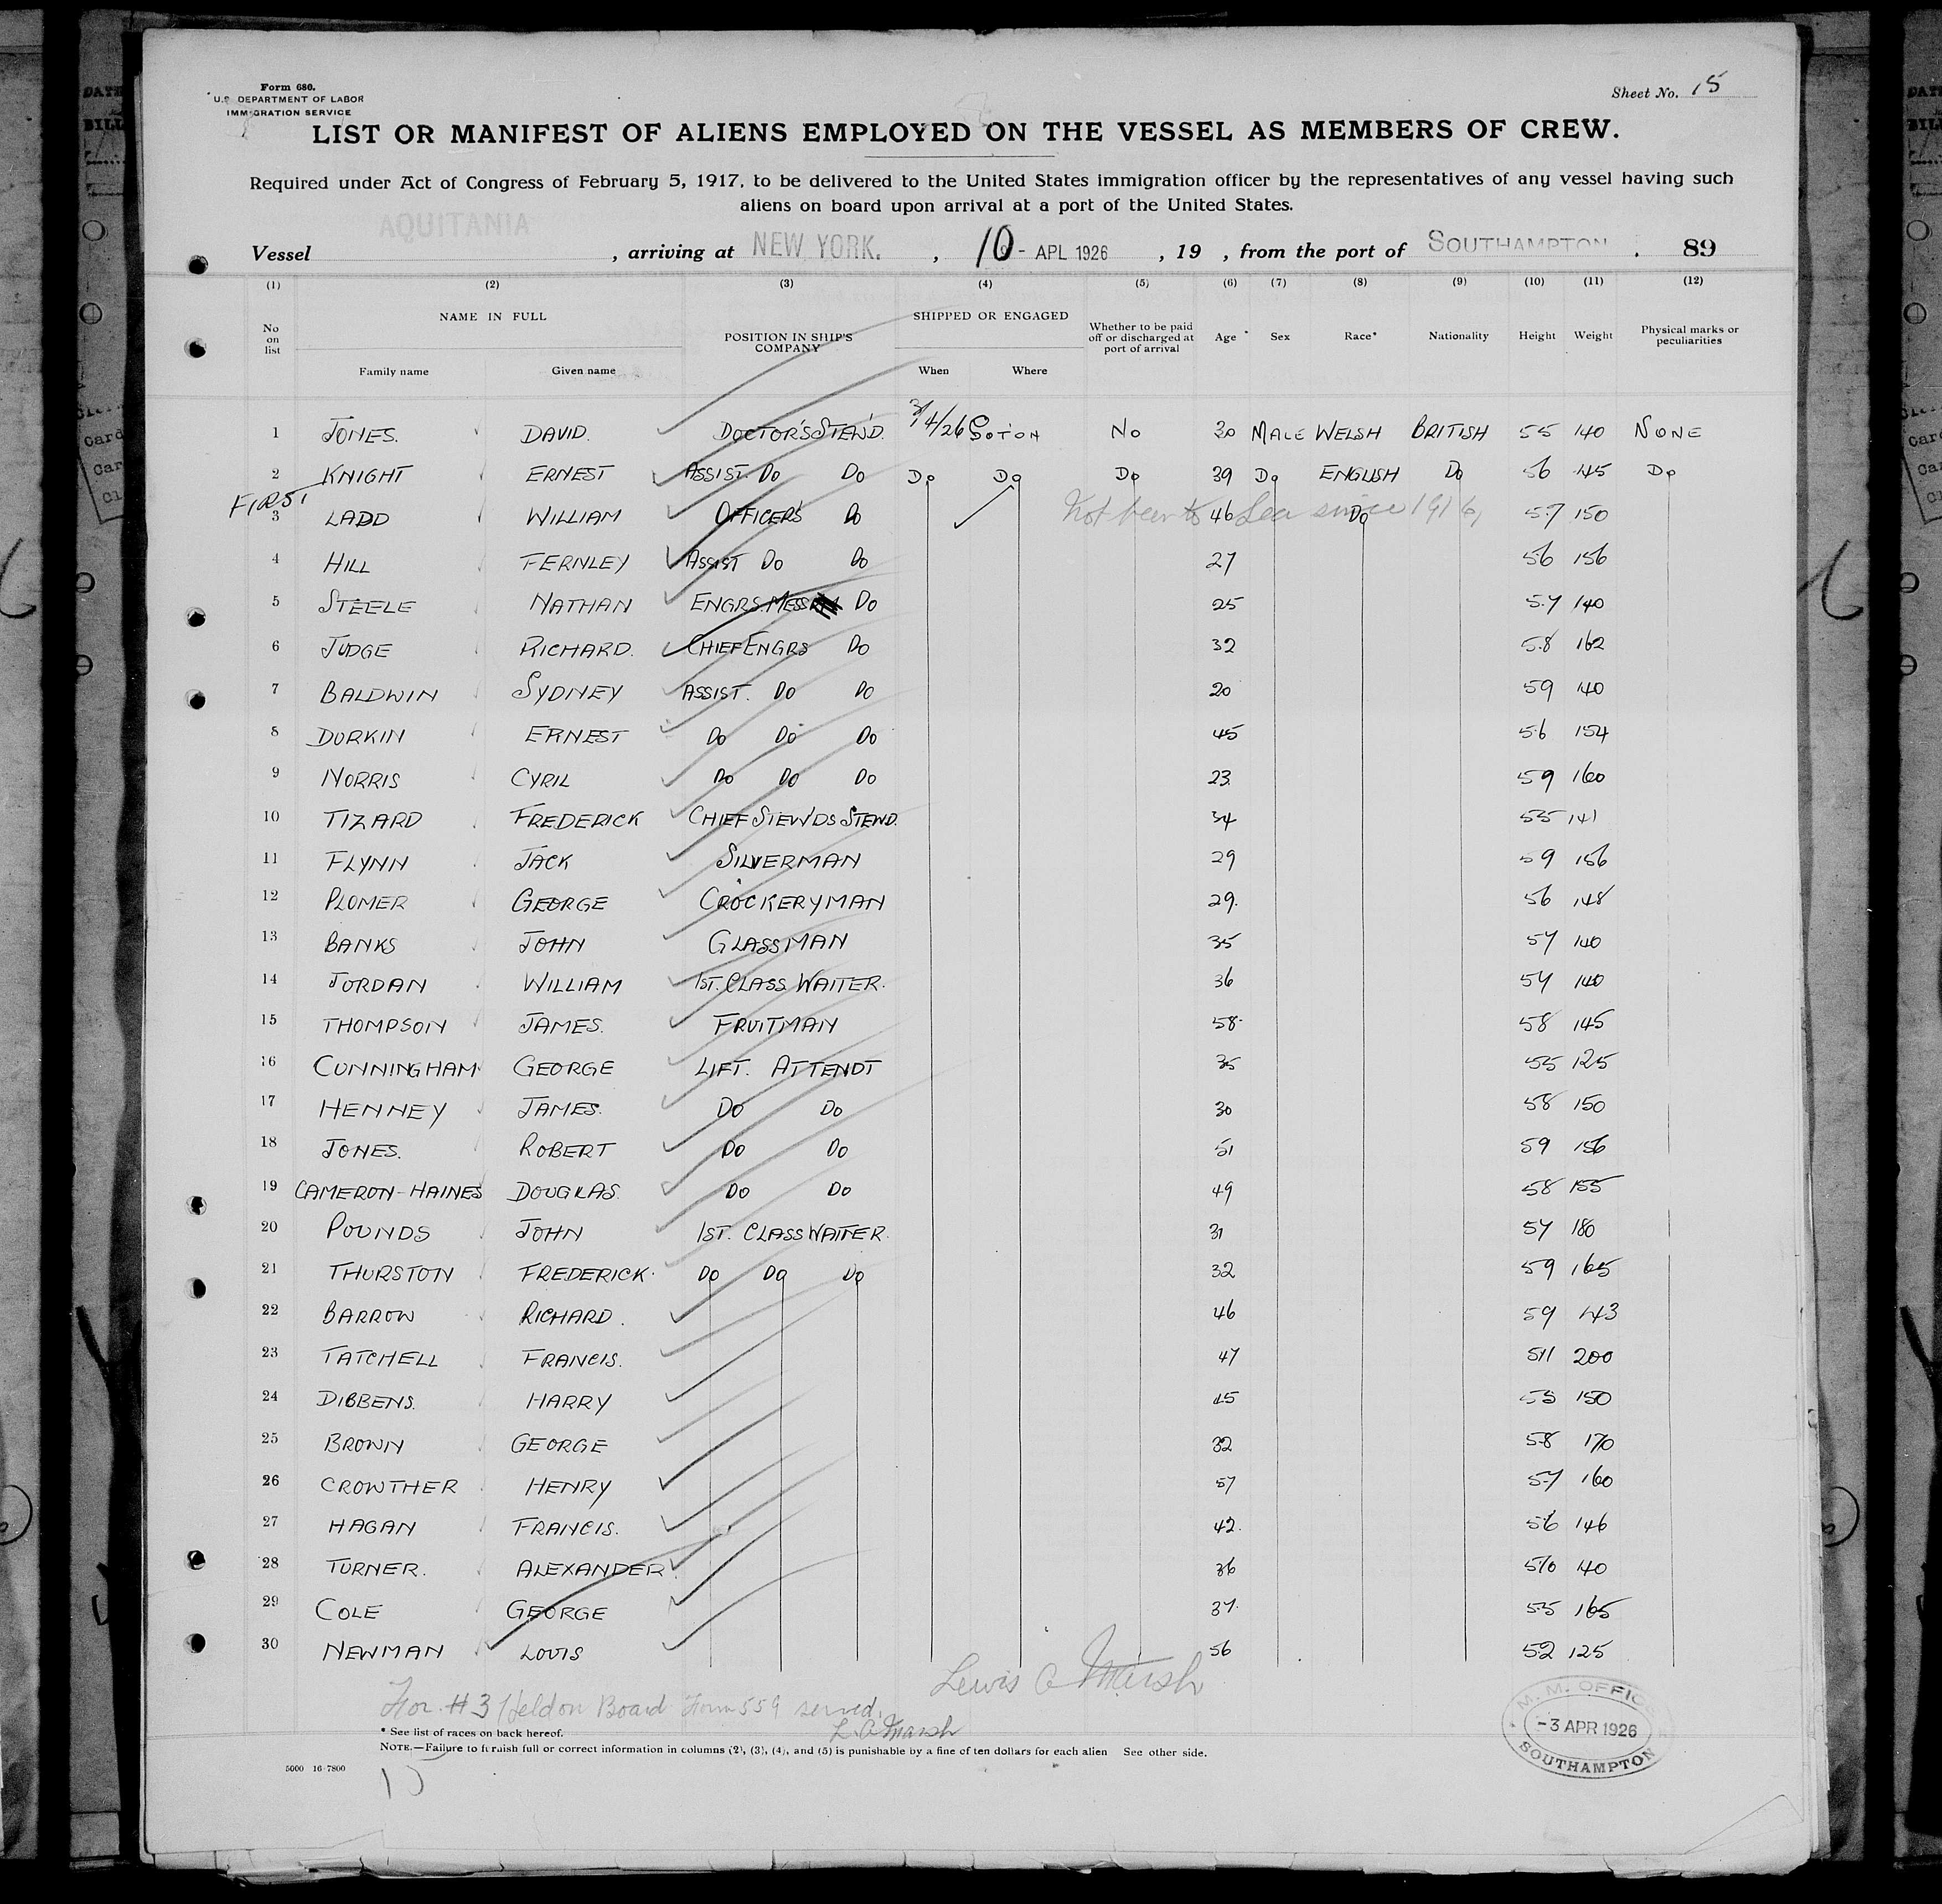 Form 680.
U.S. DEPARTMENT OF LABOR
IMMIGRATION SERVICE
Sheet No. 15
LIST OR MANIFEST OF ALIENS EMPLOYED ON THE VESSEL AS MEMBERS OF CREW.
Required under Act of Congress of February 5, 1917, to be delivered to the United States immigration officer by the representatives of any vessel having such
aliens on board upon arrival at a port of the United States.
Vessel AQUITANIA, arriving at NEW YORK., 10 - APL 1926, 19 , from the port of SOUTHAMPTON. 89
(1) (2) (3) (4) (5) (6) (7) (8) (9) (10) (11) (12)
No on list NAME IN FULL Family name Given name POSITION IN SHIP'S COMPANY SHIPPED OR ENGAGED When Where Whether to be paid off or discharged at port of arrival Age* Sex Race* Nationality Height Weight Physical marks or peculiarities
1 JONES. DAVID. DOCTOR'S STEW'D. 3/4/26 SOTON NO 30 MALE WELSH BRITISH 55 140 NONE
2 KNIGHT ERNEST ASSIST. DO DO DO DO DO 39 DO ENGLISH DO 56 145 DO
FIRST
3 LADD WILLIAM OFFICERS DO Not been to 46 Sea since DO 1916, 57 150
4 HILL FERNLEY ASSIST DO DO 27 56 156
5 STEELE NATHAN ENGRS. MESS DO 25 5.7 140
6 JUDGE RICHARD. CHIEF ENGRS DO 32 5.8 162
7 BALDWIN SYDNEY ASSIST. DO DO 20 59 140
8 DURKIN ERNEST DO DO DO 45 56 154
9 NORRIS CYRIL DO DO DO 23. 59 160
10 TIZARD FREDERICK CHIEF STEWDS STEWD. 34 55 141
11 FLYNN JACK SILVERMAN 29 59 156
12 PLOMER GEORGE CROCKERYMAN 29. 56 148
13 BANKS JOHN GLASSMAN 35 57 140
14 JORDAN WILLIAM 1ST. CLASS WAITER. 36 57 140
15 THOMPSON JAMES. FRUITMAN 58 58 145
16 CUNNINGHAM GEORGE LIFT. ATTENDT 35 55 125
17 HENNEY JAMES. DO DO 30 58 150
18 JONES. ROBERT DO DO 51 59 156
19 CAMERON-HAINES DOUGLAS. DO DO 49 58 155
20 POUNDS JOHN 1ST. CLASS WAITER. 31 57 180
21 THURSTON FREDERICK. DO DO DO 32 59 165
22 BARROW RICHARD. 46 59 143
23 TATCHELL FRANCIS. 47 511 200
24 DIBBENS. HARRY 45 55 150
25 BROWN GEORGE 32 58 170
26 CROWTHER HENRY 57 5.7 160
27 HAGAN FRANCIS. 42. 56 146
28 TURNER. ALEXANDER. 36 510 140
29 COLE GEORGE 37. 55 165
30 NEWMAN LOUIS 56 52 125
Lewis A Marsh
For #3 Held on Board Form 559 served.
L. A. Marsh
* See list of races on back hereof.
NOTE.—Failure to furnish full or correct information in columns (2), (3), (4), and (5) is punishable by a fine of ten dollars for each alien See other side.
5000 16-7800
M. M. OFFICE
-3 APR 1926
SOUTHAMPTON